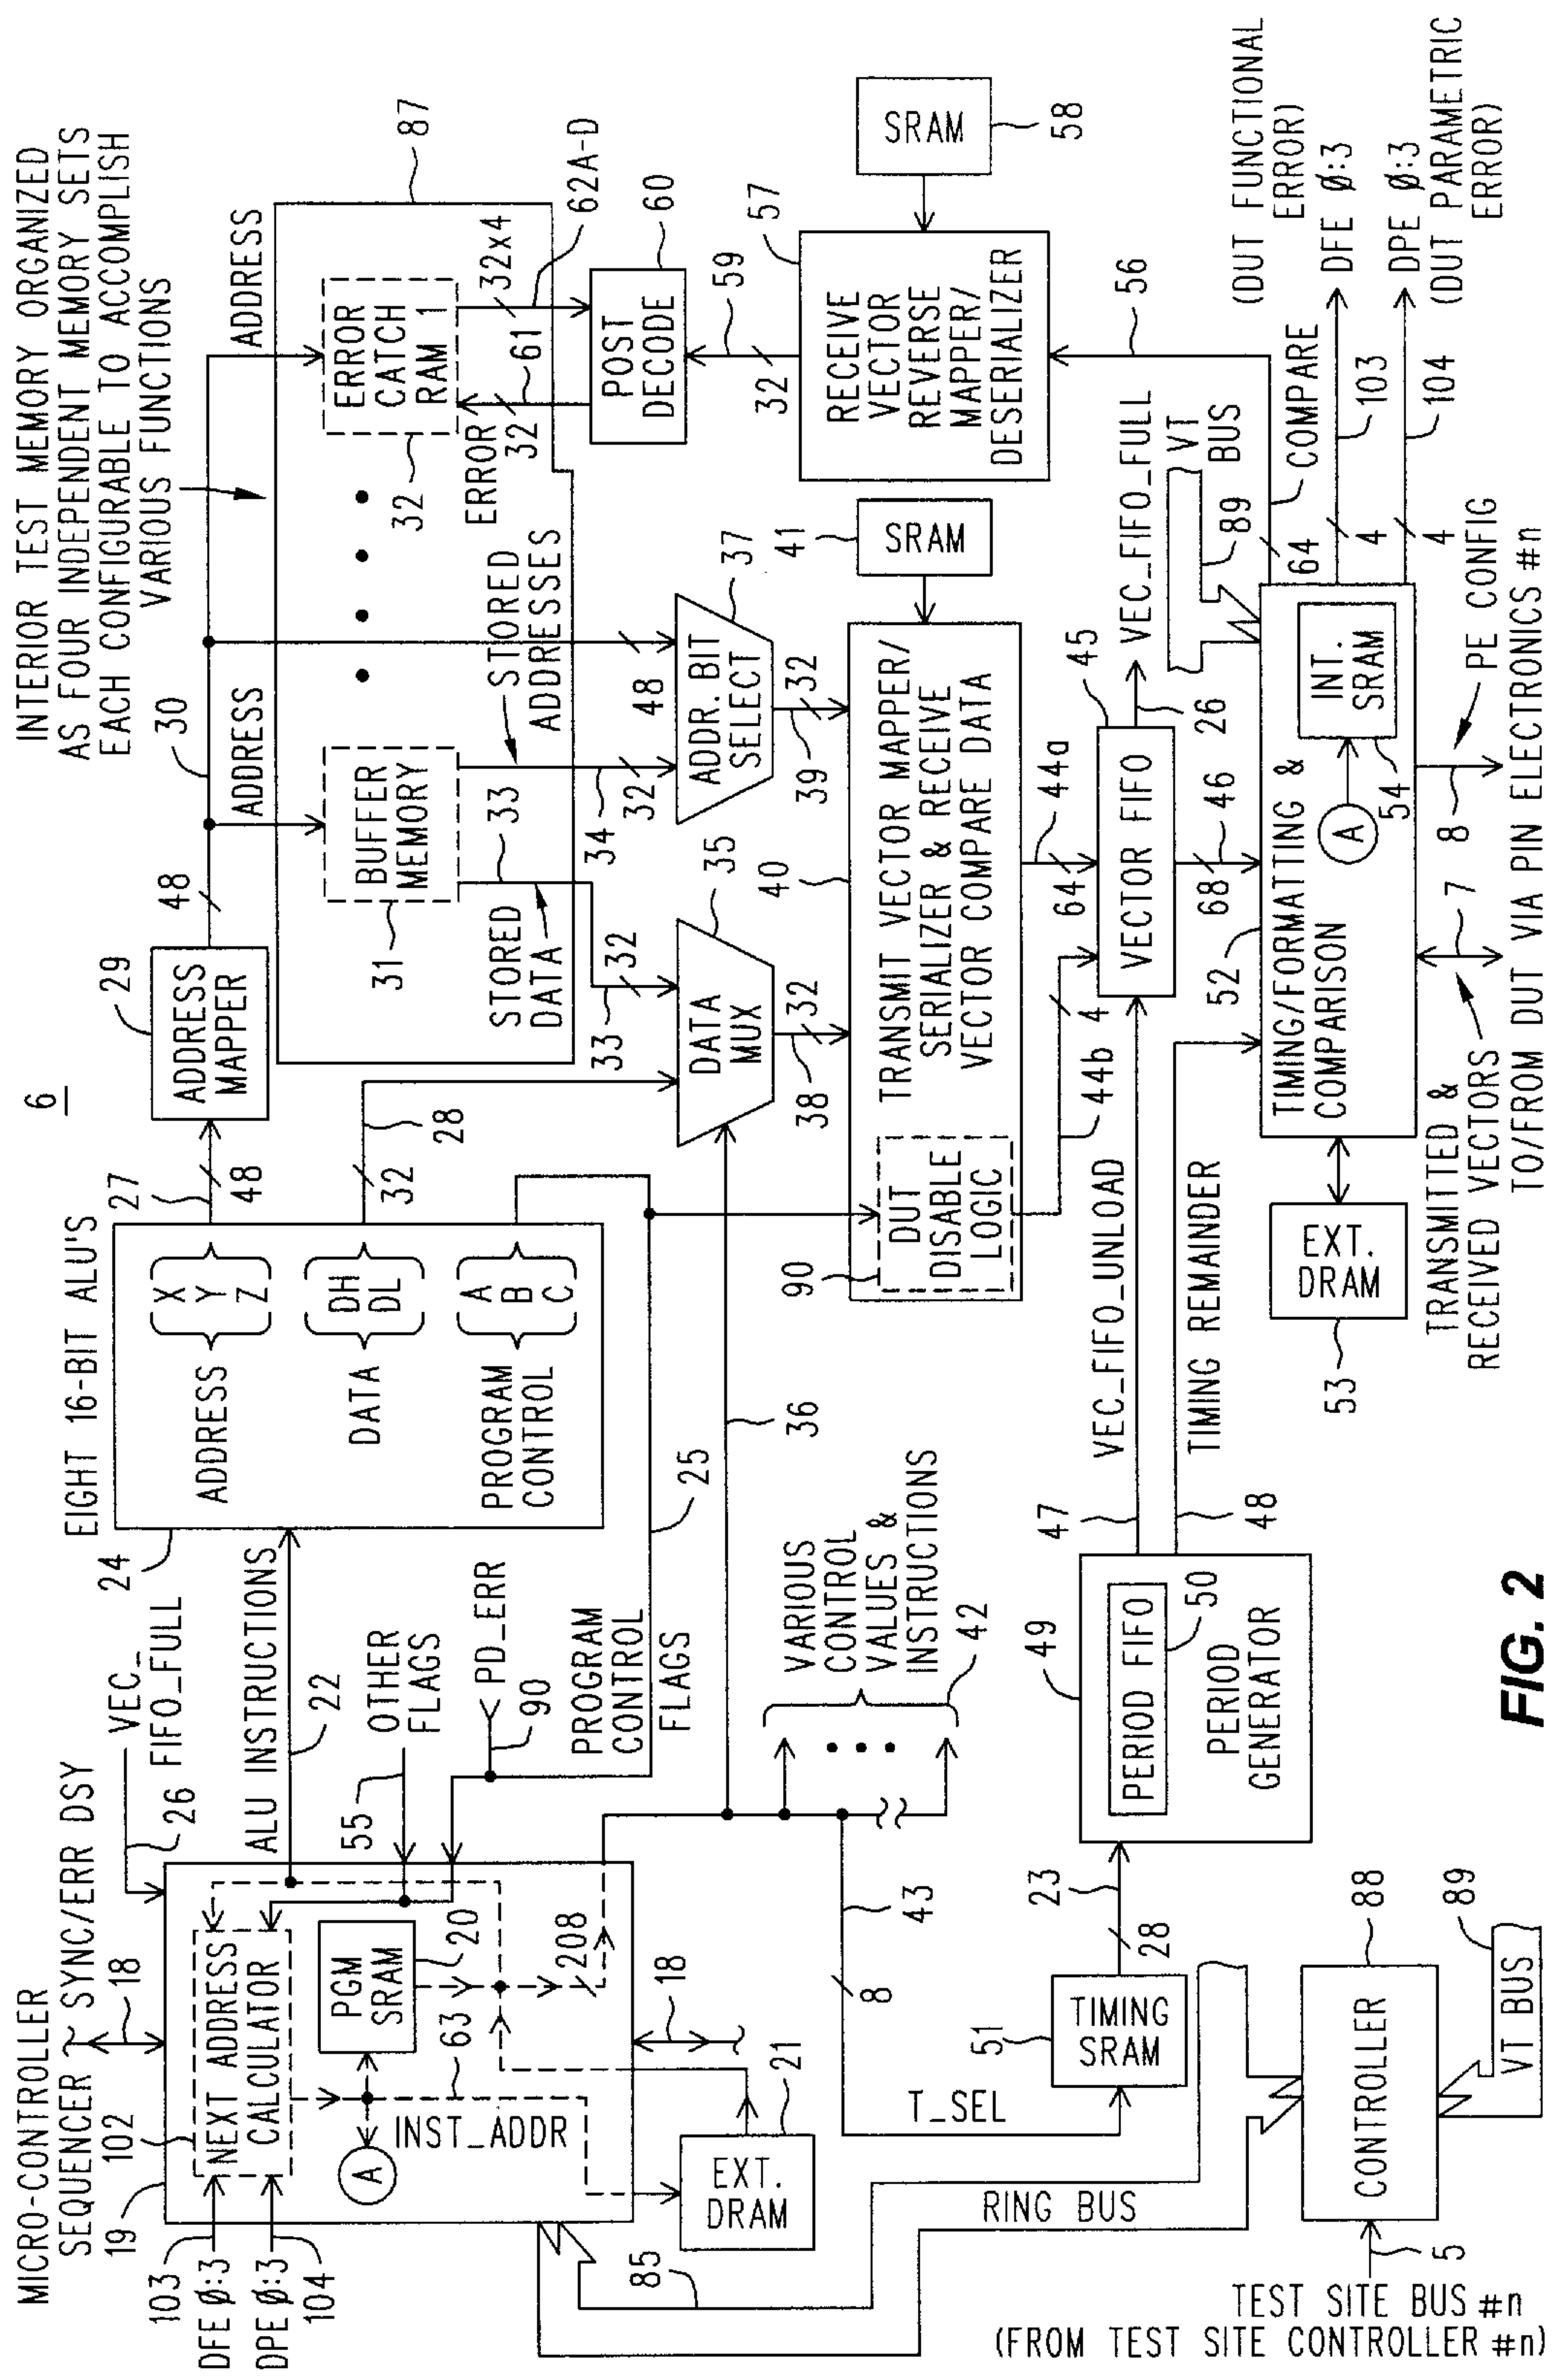 6
INTERIOR TEST MEMORY ORGANIZED
AS FOUR INDEPENDENT MEMORY SETS
EACH CONFIGURABLE TO ACCOMPLISH
VARIOUS FUNCTIONS
MICRO-CONTROLLER
SEQUENCER
19
SYNC/ERR DSY
18
VEC_
FIFO_FULL
26
103
DFE Ø:3
DPE Ø:3
104
102
NEXT ADDRESS
CALCULATOR
PGM
SRAM
20
63
INST_ADDR
A
208
18
EXT.
DRAM
21
ALU INSTRUCTIONS
22
55
OTHER
FLAGS
PD_ERR
90
PROGRAM
CONTROL
FLAGS
25
EIGHT 16-BIT ALU'S
24
ADDRESS
X
Y
Z
DATA
DH
DL
PROGRAM
CONTROL
A
B
C
27
48
32
28
29
ADDRESS
MAPPER
48
30
ADDRESS
ADDRESS
87
BUFFER
MEMORY
31
33
STORED
DATA
34
STORED
ADDRESSES
ERROR
CATCH
RAM 1
32
ERROR
32
61
32x4
62A-D
POST
DECODE
60
59
32
RECEIVE
VECTOR
REVERSE
MAPPER/
DESERIALIZER
57
SRAM
58
56
33
32
32
48
DATA
MUX
35
ADDR. BIT
SELECT
37
36
38
32
39
32
SRAM
41
40
TRANSMIT VECTOR MAPPER/
SERIALIZER & RECEIVE
VECTOR COMPARE DATA
DUT
DISABLE
LOGIC
90
44a
64
44b
4
VECTOR FIFO
45
26
VEC_FIFO_FULL
68
46
VT
BUS
89
VARIOUS
CONTROL
VALUES &
INSTRUCTIONS
42
43
8
T_SEL
TIMING
SRAM
51
23
28
49
PERIOD FIFO
50
PERIOD
GENERATOR
47
VEC_FIFO_UNLOAD
TIMING REMAINDER
48
52
TIMING/FORMATTING &
COMPARISON
A
INT.
SRAM
54
EXT.
DRAM
53
64
COMPARE
4
103
DFE Ø:3
(DUT FUNCTIONAL
ERROR)
4
104
DPE Ø:3
(DUT PARAMETRIC
ERROR)
8
PE CONFIG
7
TRANSMITTED &
RECEIVED VECTORS
TO/FROM DUT VIA PIN ELECTRONICS #n
85
RING BUS
CONTROLLER
88
VT BUS
89
5
TEST SITE BUS #n
(FROM TEST SITE CONTROLLER #n)
FIG. 2